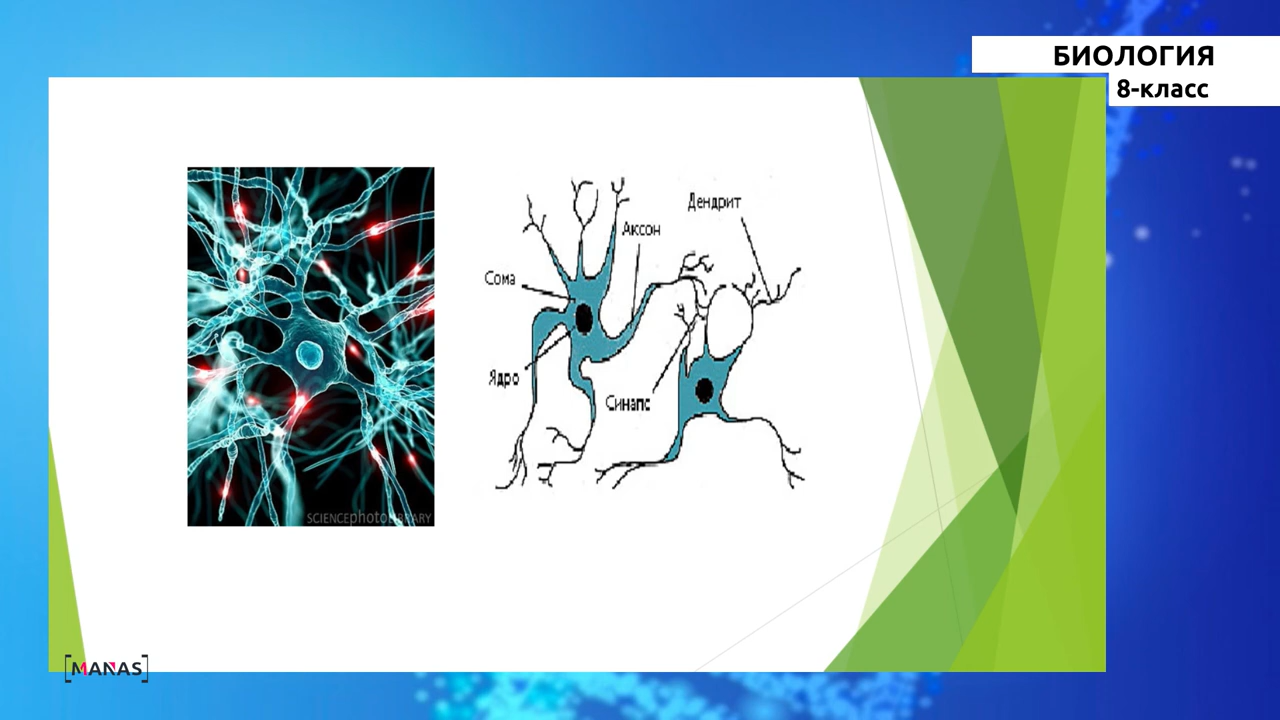 БИОЛОГИЯ
8-класс
Дендрит
Аксон
Сома
Ядро
Синапс
SCIENCEphotoLIBRARY
[MANAS]